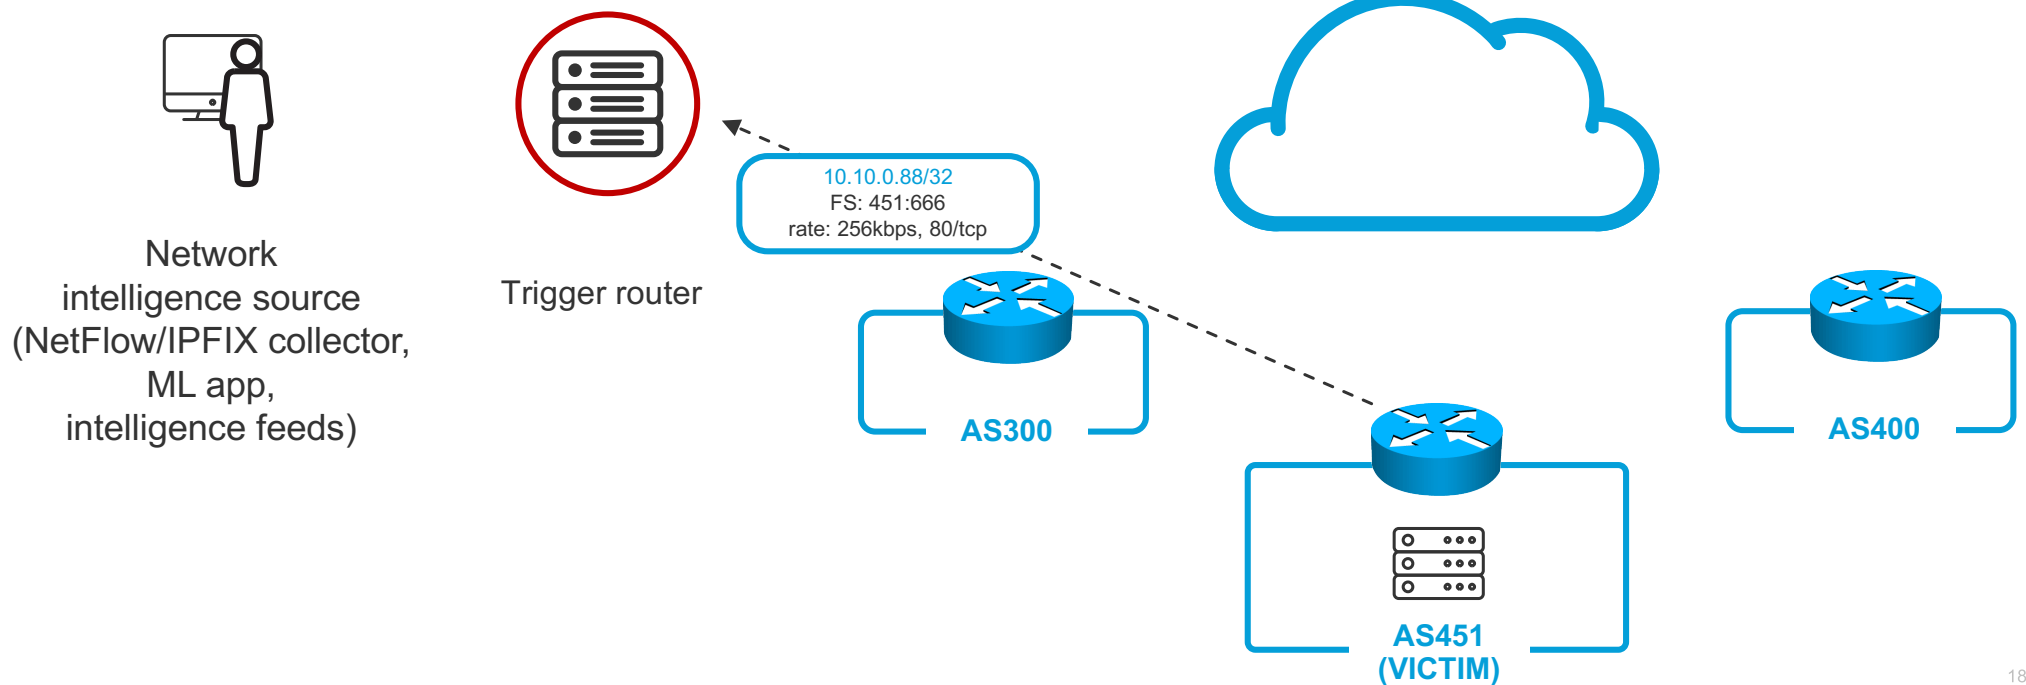 Network
intelligence source
(NetFlow/IPFIX collector,
ML app,
intelligence feeds)
Trigger router
10.10.0.88/32
FS: 451:666
rate: 256kbps, 80/tcp
AS300
AS400
AS451
(VICTIM)
18